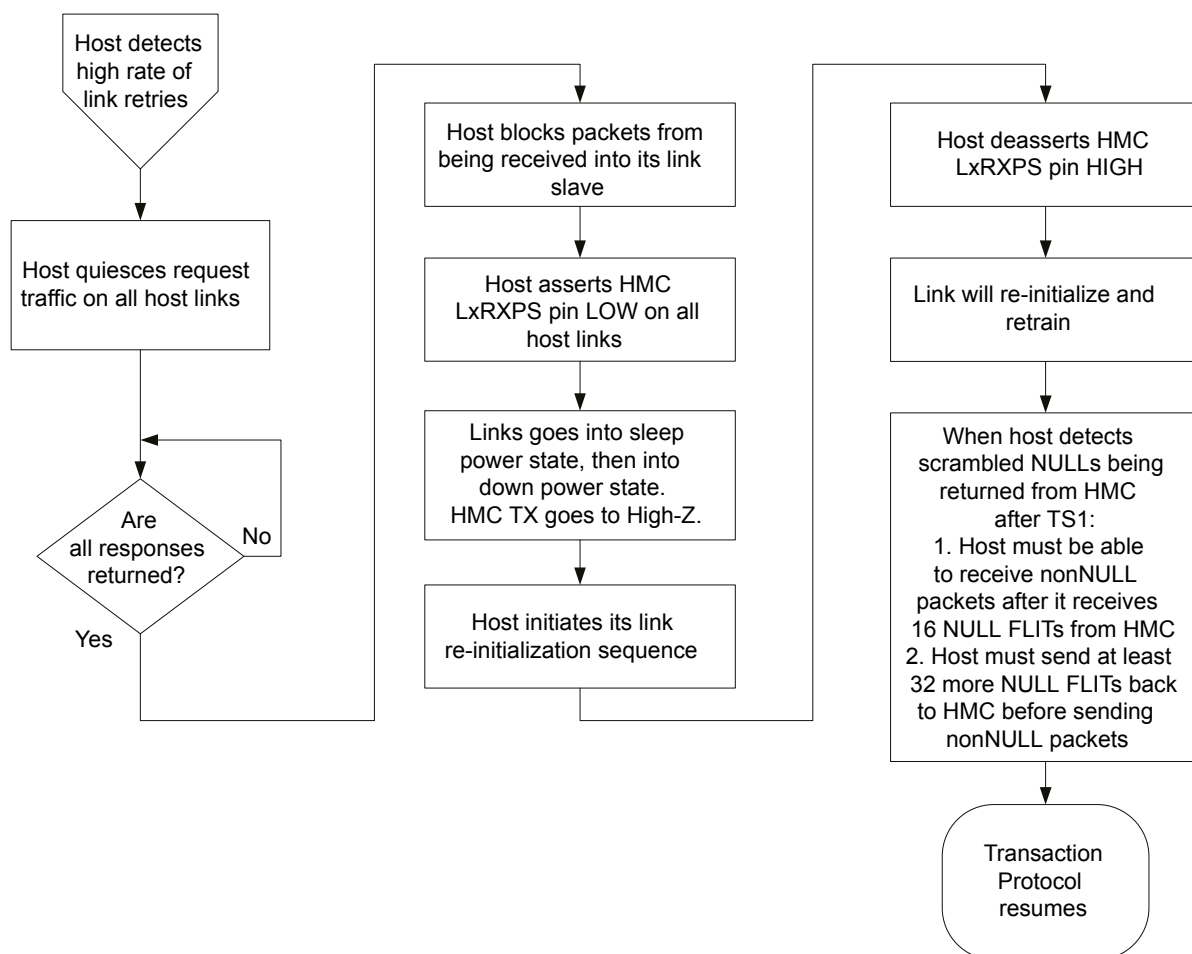 Host detects
high rate of
link retries
Host quiesces request
traffic on all host links
Are
all responses
returned?
No
Yes
Host blocks packets from
being received into its link
slave
Host asserts HMC
LxRXPS pin LOW on all
host links
Links goes into sleep
power state, then into
down power state.
HMC TX goes to High-Z.
Host initiates its link
re-initialization sequence
Host deasserts HMC
LxRXPS pin HIGH
Link will re-initialize and
retrain
When host detects
scrambled NULLs being
returned from HMC
after TS1:
1. Host must be able
to receive nonNULL
packets after it receives
16 NULL FLITs from HMC
2. Host must send at least
32 more NULL FLITs back
to HMC before sending
nonNULL packets
Transaction
Protocol
resumes